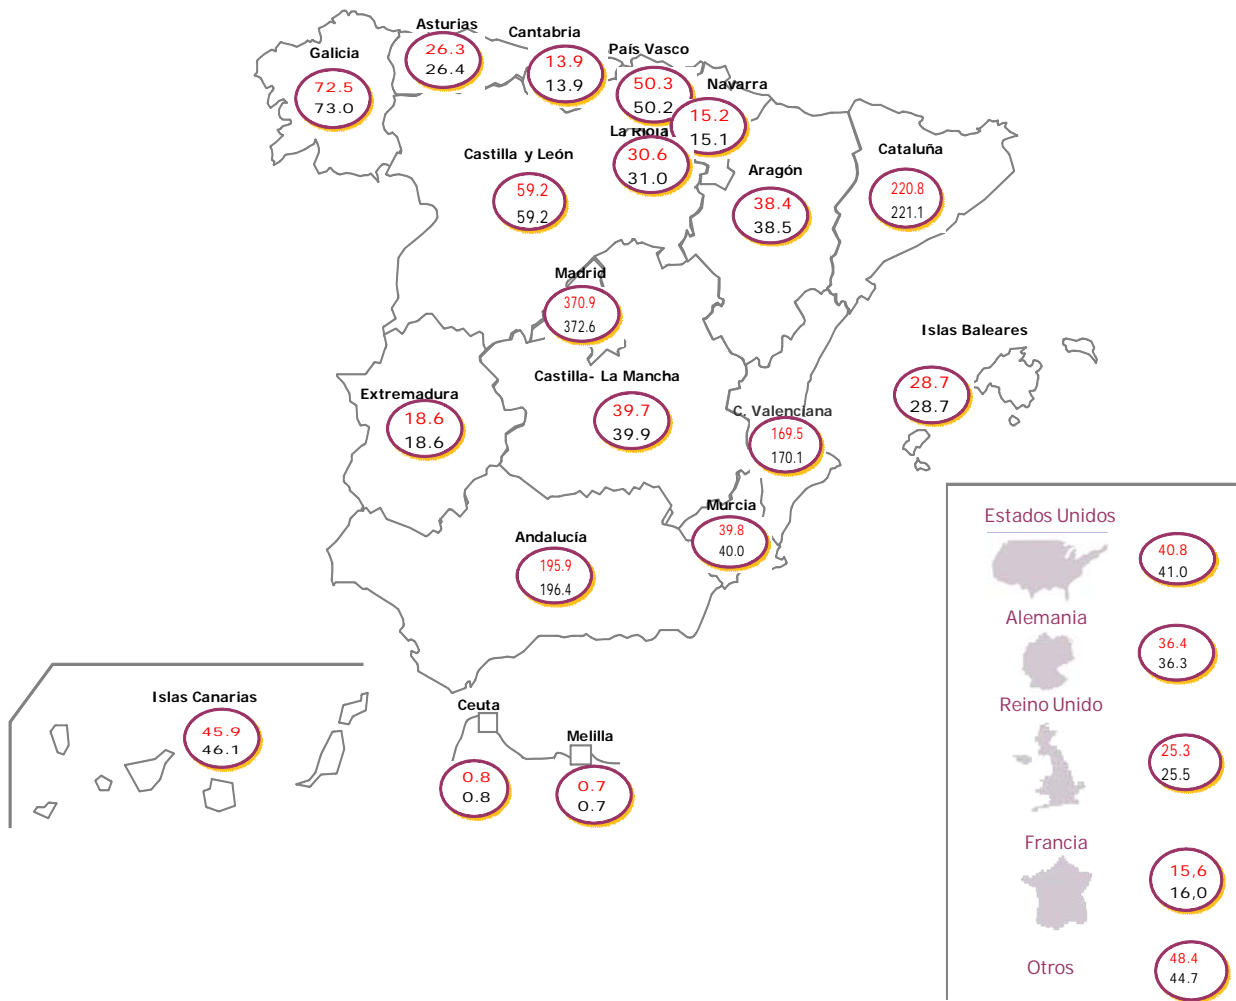 Asturias
26.3
26.4
Cantabria
13.9
13.9
País Vasco
50.3
50.2
Galicia
72.5
73.0
Navarra
15.2
15.1
La Rioja
30.6
31.0
Castilla y León
59.2
59.2
Aragón
38.4
38.5
Cataluña
220.8
221.1
Madrid
370.9
372.6
Islas Baleares
28.7
28.7
Extremadura
18.6
18.6
Castilla- La Mancha
39.7
39.9
C. Valenciana
169.5
170.1
Murcia
39.8
40.0
Andalucía
195.9
196.4
Islas Canarias
45.9
46.1
Ceuta
0.8
0.8
Melilla
0.7
0.7
Estados Unidos
40.8
41.0
Alemania
36.4
36.3
Reino Unido
25.3
25.5
Francia
15,6
16,0
Otros
48.4
44.7